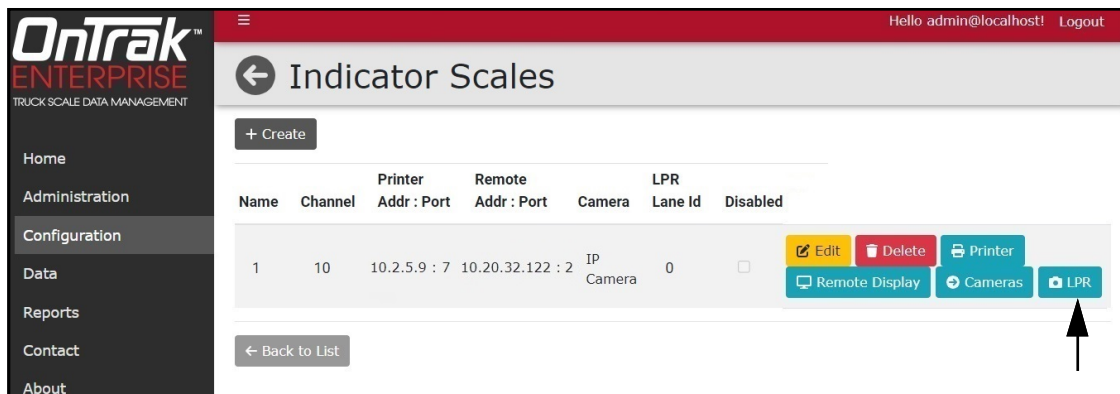 OnTrak™
ENTERPRISE
TRUCK SCALE DATA MANAGEMENT
Home
Administration
Configuration
Data
Reports
Contact
About
☰
Hello admin@localhost! Logout
Indicator Scales
+ Create
Name Channel Printer Addr : Port Remote Addr : Port Camera LPR Lane Id Disabled
1 10 10.2.5.9 : 7 10.20.32.122 : 2 IP Camera 0
Edit Delete Printer
Remote Display Cameras LPR
← Back to List